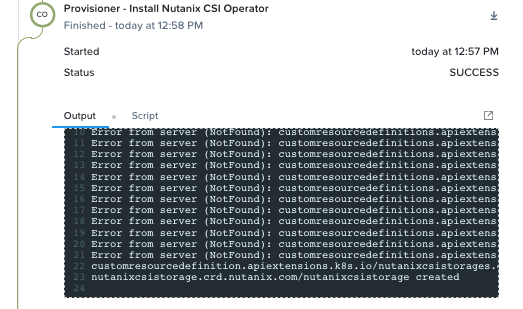 CO
Provisioner - Install Nutanix CSI Operator
Finished - today at 12:58 PM
Started today at 12:57 PM
Status SUCCESS
Output Script
10 Error from server (NotFound): customresourcedefinitions.apiextens
11 Error from server (NotFound): customresourcedefinitions.apiextens
12 Error from server (NotFound): customresourcedefinitions.apiextens
13 Error from server (NotFound): customresourcedefinitions.apiextens
14 Error from server (NotFound): customresourcedefinitions.apiextens
15 Error from server (NotFound): customresourcedefinitions.apiextens
16 Error from server (NotFound): customresourcedefinitions.apiextens
17 Error from server (NotFound): customresourcedefinitions.apiextens
18 Error from server (NotFound): customresourcedefinitions.apiextens
19 Error from server (NotFound): customresourcedefinitions.apiextens
20 Error from server (NotFound): customresourcedefinitions.apiextens
21 Error from server (NotFound): customresourcedefinitions.apiextens
22 customresourcedefinition.apiextensions.k8s.io/nutanixcsistorages.
23 nutanixcsistorage.crd.nutanix.com/nutanixcsistorage created
24